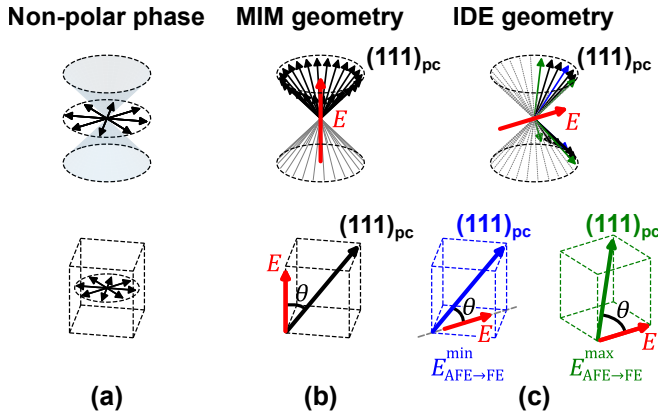 Non-polar phase MIM geometry IDE geometry
(111)pc (111)pc
E E
(111)pc (111)pc (111)pc
E θ θ E θ E
E^min_AFE→FE E^max_AFE→FE
(a) (b) (c)